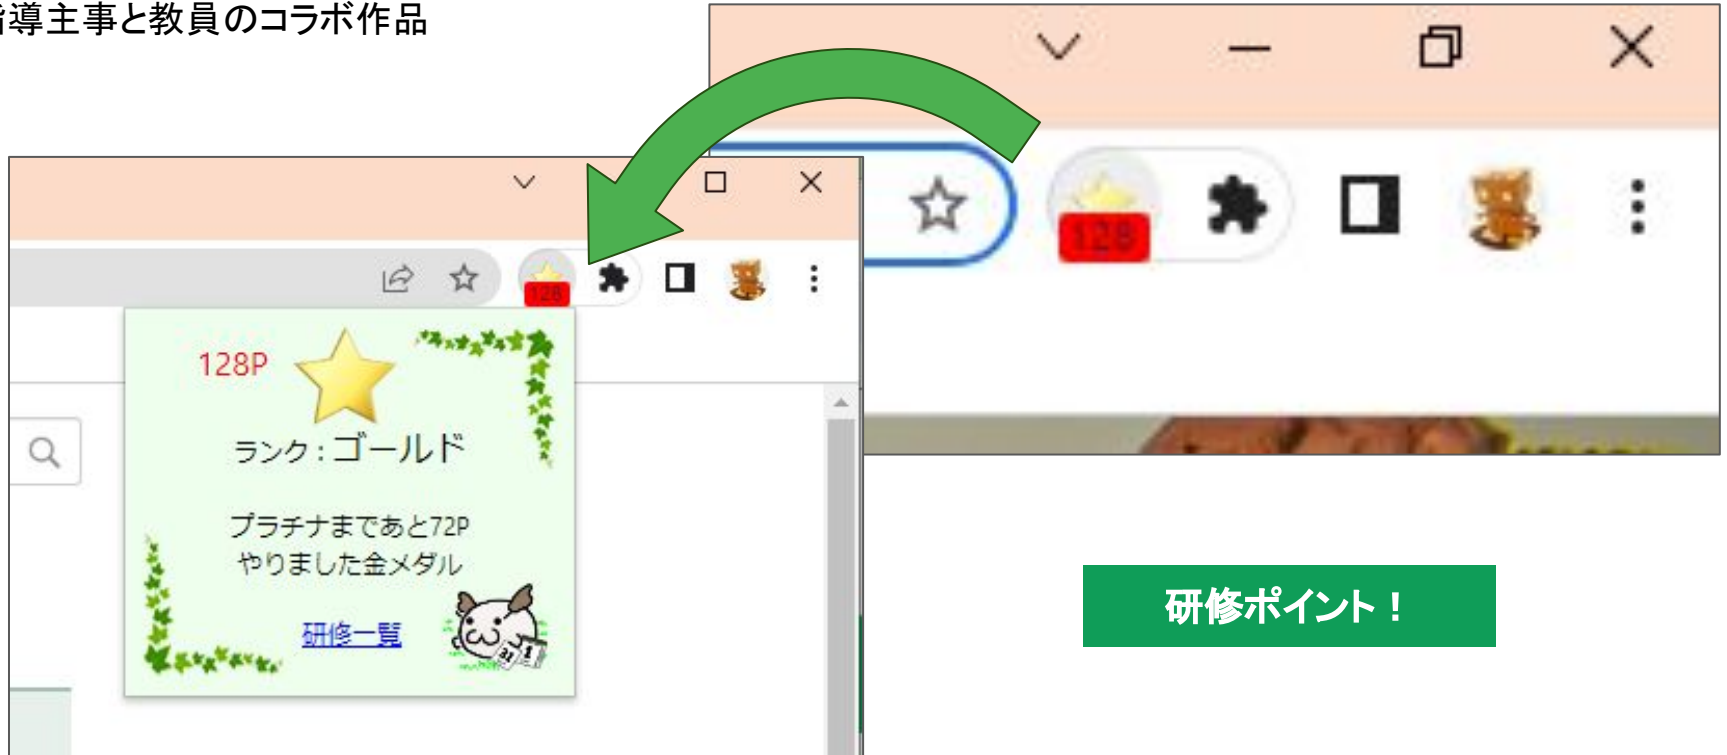 導主事と教員のコラボ作品
128
128
128P
ランク：ゴールド
プラチナまであと72P
やりました金メダル
研修一覧
31
1
研修ポイント！